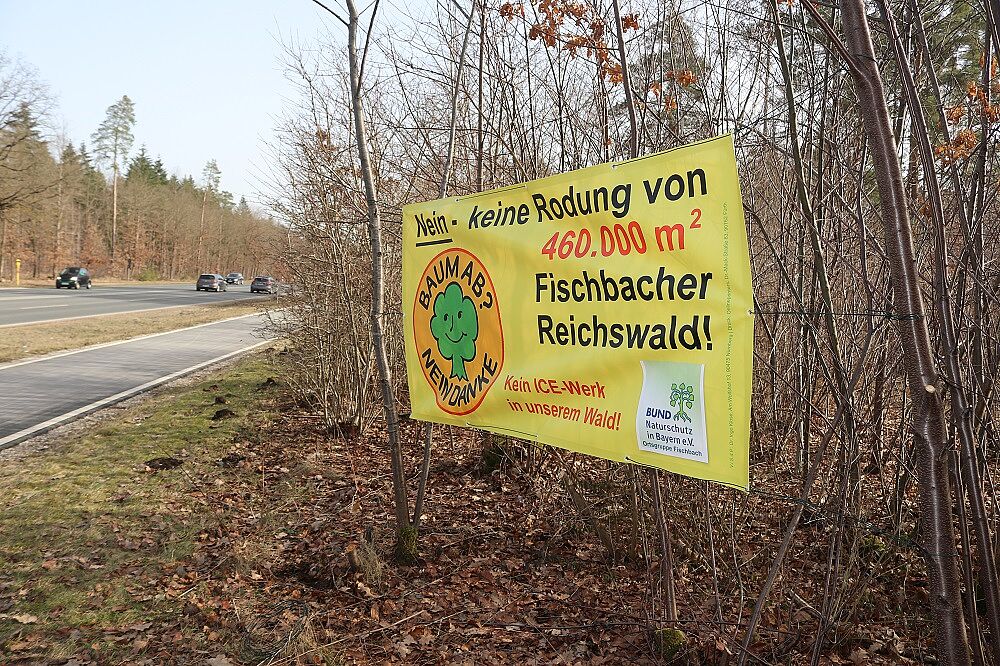 Nein - keine Rodung von
460.000 m²
Fischbacher
Reichswald!
BAUM AB?
NEIN DANKE
Kein ICE-Werk
in unserem Wald!
BUND
Naturschutz
in Bayern e.V.
Ortsgruppe Fischbach